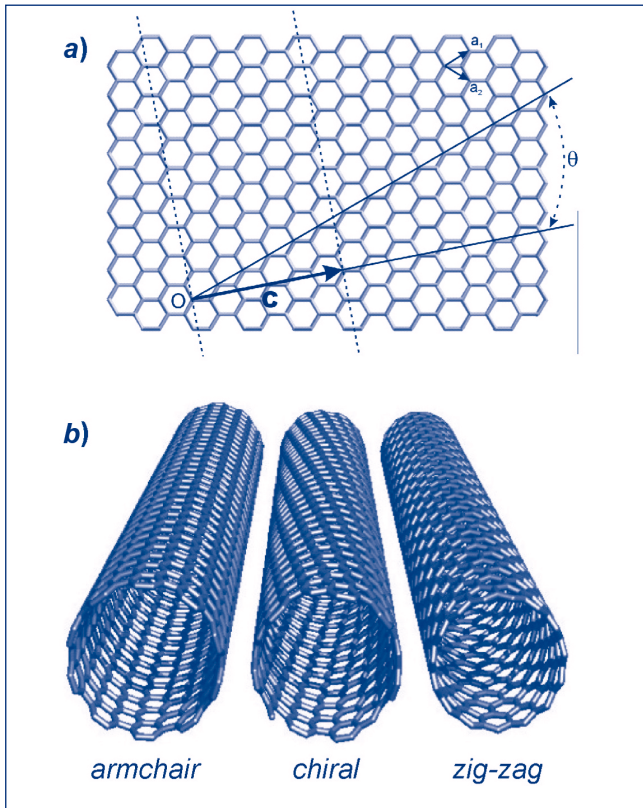 a)
a₁
a₂
θ
O
C
b)
armchair chiral zig-zag